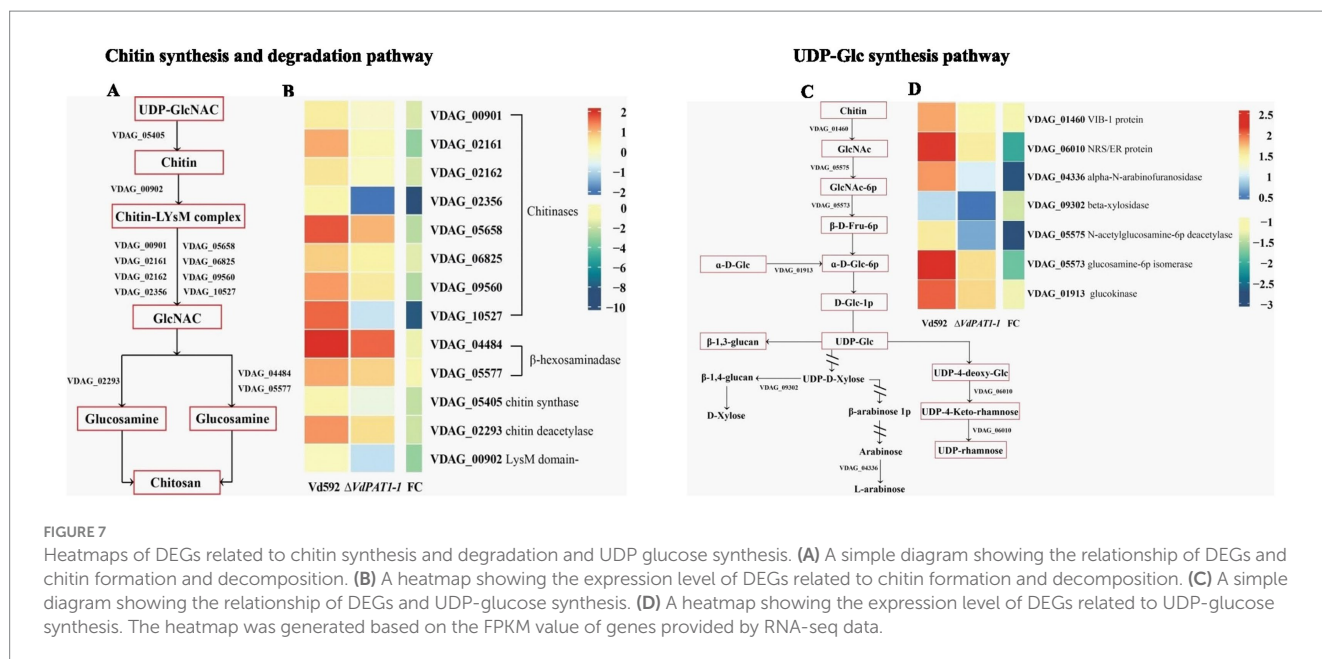 Chitin synthesis and degradation pathway
A
UDP-GlcNAC
VDAG_05405
Chitin
VDAG_00902
Chitin-LYsM complex
VDAG_00901 VDAG_05658
VDAG_02161 VDAG_06825
VDAG_02162 VDAG_09560
VDAG_02356 VDAG_10527
GlcNAC
VDAG_02293
VDAG_04484
VDAG_05577
Glucosamine
Glucosamine
Chitosan
B
VDAG_00901
VDAG_02161
VDAG_02162
VDAG_02356
VDAG_05658
VDAG_06825
VDAG_09560
VDAG_10527
Chitinases
VDAG_04484
VDAG_05577
β-hexosaminadase
VDAG_05405 chitin synthase
VDAG_02293 chitin deacetylase
VDAG_00902 LysM domain-
Vd592 ΔVdPAT1-1 FC
2
1
0
−1
−2
0
−2
−4
−6
−8
−10
UDP-Glc synthesis pathway
C
Chitin
VDAG_01460
GlcNAc
VDAG_05575
GlcNAc-6p
VDAG_05573
β-D-Fru-6p
α-D-Glc
VDAG_01913
α-D-Glc-6p
D-Glc-1p
β-1,3-glucan
UDP-Glc
β-1,4-glucan
VDAG_09302
UDP-D-Xylose
D-Xylose
β-arabinose 1p
Arabinose
VDAG_04336
L-arabinose
UDP-4-deoxy-Glc
VDAG_06010
UDP-4-Keto-rhamnose
VDAG_06010
UDP-rhamnose
D
VDAG_01460 VIB-1 protein
VDAG_06010 NRS/ER protein
VDAG_04336 alpha-N-arabinofuranosidase
VDAG_09302 beta-xylosidase
VDAG_05575 N-acetylglucosamine-6p deacetylase
VDAG_05573 glucosamine-6p isomerase
VDAG_01913 glucokinase
Vd592 ΔVdPAT1-1 FC
2.5
2
1.5
1
0.5
−1
−1.5
−2
−2.5
−3
FIGURE 7
Heatmaps of DEGs related to chitin synthesis and degradation and UDP glucose synthesis. (A) A simple diagram showing the relationship of DEGs and
chitin formation and decomposition. (B) A heatmap showing the expression level of DEGs related to chitin formation and decomposition. (C) A simple
diagram showing the relationship of DEGs and UDP-glucose synthesis. (D) A heatmap showing the expression level of DEGs related to UDP-glucose
synthesis. The heatmap was generated based on the FPKM value of genes provided by RNA-seq data.